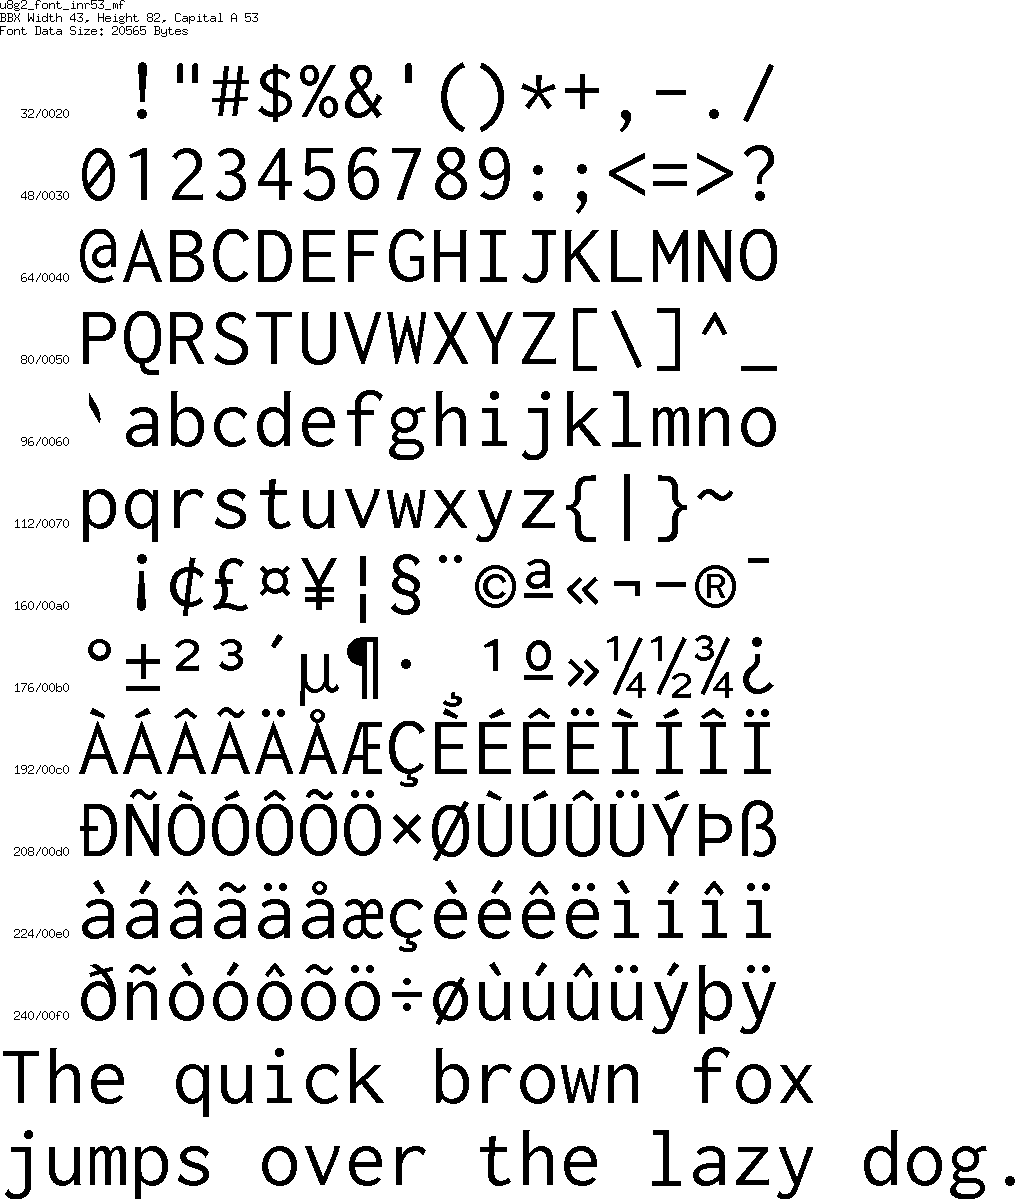 u8g2_font_inr53_mf
BBX Width 43, Height 82, Capital A 53
Font Data Size: 20565 Bytes
32/0020 !"#$%&'()*+,-./
48/0030 0123456789:;<=>?
64/0040 @ABCDEFGHIJKLMNO
80/0050 PQRSTUVWXYZ[\]^_
96/0060 `abcdefghijklmno
112/0070 pqrstuvwxyz{|}~
160/00a0 ¡¢£¤¥¦§¨©ª«¬−®¯
176/00b0 °±²³´µ¶·¸¹º»¼½¾¿
192/00c0 ÀÁÂÃÄÅÆÇÈÉÊËÌÍÎÏ
208/00d0 ÐÑÒÓÔÕÖ×ØÙÚÛÜÝÞß
224/00e0 àáâãäåæçèéêëìíîï
240/00f0 ðñòóôõö÷øùúûüýþÿ
The quick brown fox
jumps over the lazy dog.